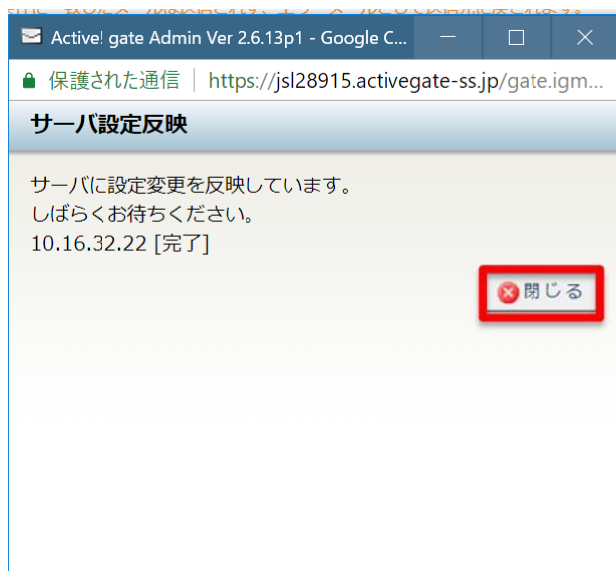 Active! gate Admin Ver 2.6.13p1 - Google C...
保護された通信 | https://jsl28915.activegate-ss.jp/gate.igm...
サーバ設定反映
サーバに設定変更を反映しています。
しばらくお待ちください。
10.16.32.22 [完了]
閉じる